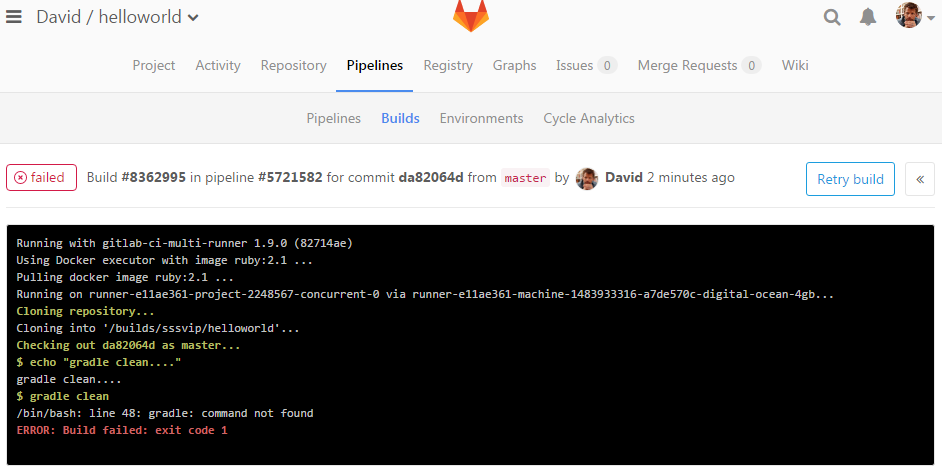 David / helloworld
Project Activity Repository Pipelines Registry Graphs Issues 0 Merge Requests 0 Wiki
Pipelines Builds Environments Cycle Analytics
failed Build #8362995 in pipeline #5721582 for commit da82064d from master by David 2 minutes ago Retry build «
Running with gitlab-ci-multi-runner 1.9.0 (82714ae)
Using Docker executor with image ruby:2.1 ...
Pulling docker image ruby:2.1 ...
Running on runner-e11ae361-project-2248567-concurrent-0 via runner-e11ae361-machine-1483933316-a7de570c-digital-ocean-4gb...
Cloning repository...
Cloning into '/builds/sssvip/helloworld'...
Checking out da82064d as master...
$ echo "gradle clean...."
gradle clean....
$ gradle clean
/bin/bash: line 48: gradle: command not found
ERROR: Build failed: exit code 1